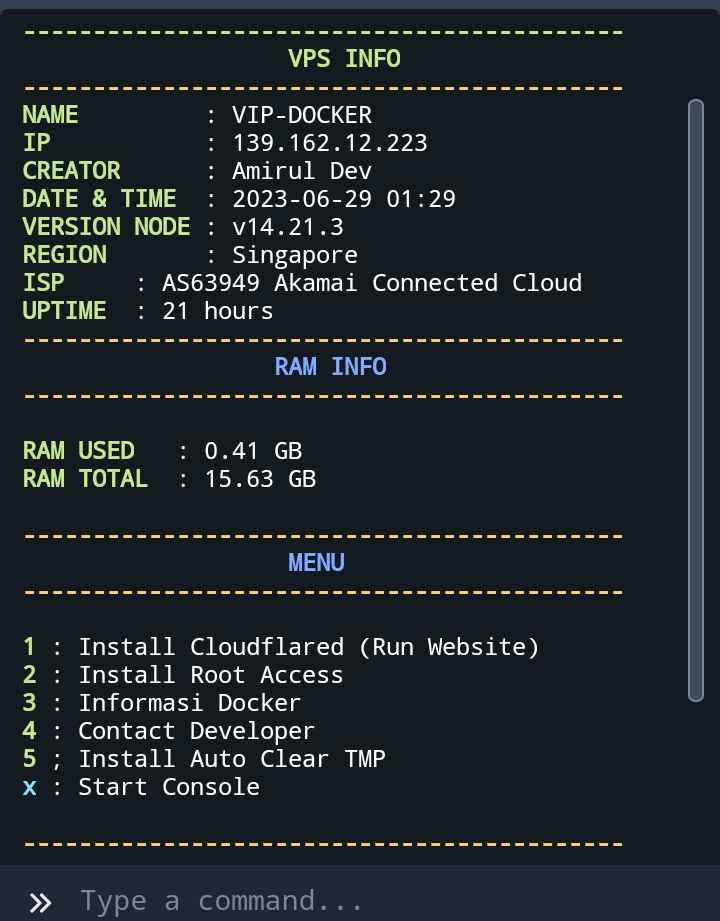 -------------------------------------------
VPS INFO
-------------------------------------------
NAME : VIP-DOCKER
IP : 139.162.12.223
CREATOR : Amirul Dev
DATE & TIME : 2023-06-29 01:29
VERSION NODE : v14.21.3
REGION : Singapore
ISP : AS63949 Akamai Connected Cloud
UPTIME : 21 hours
-------------------------------------------
RAM INFO
-------------------------------------------
RAM USED : 0.41 GB
RAM TOTAL : 15.63 GB
-------------------------------------------
MENU
-------------------------------------------
1 : Install Cloudflared (Run Website)
2 : Install Root Access
3 : Informasi Docker
4 : Contact Developer
5 ; Install Auto Clear TMP
x : Start Console
-------------------------------------------
» Type a command...